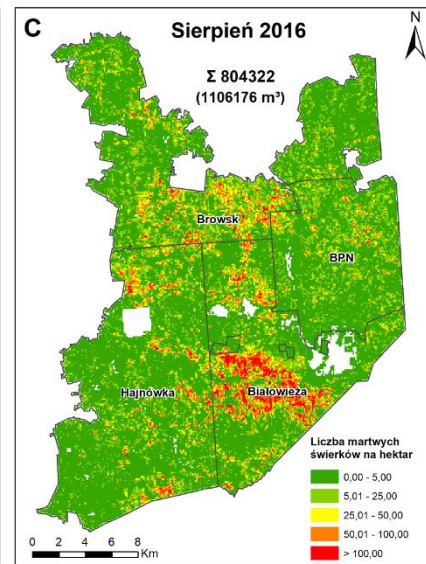 C
Sierpień 2016
N
Σ 804322
(1106176 m³)
Browsk
BPN
Hajnówka
Białowieża
Liczba martwych
świerków na hektar
0,00 - 5,00
5,01 - 25,00
25,01 - 50,00
50,01 - 100,00
> 100,00
0 2 4 6 8
Km